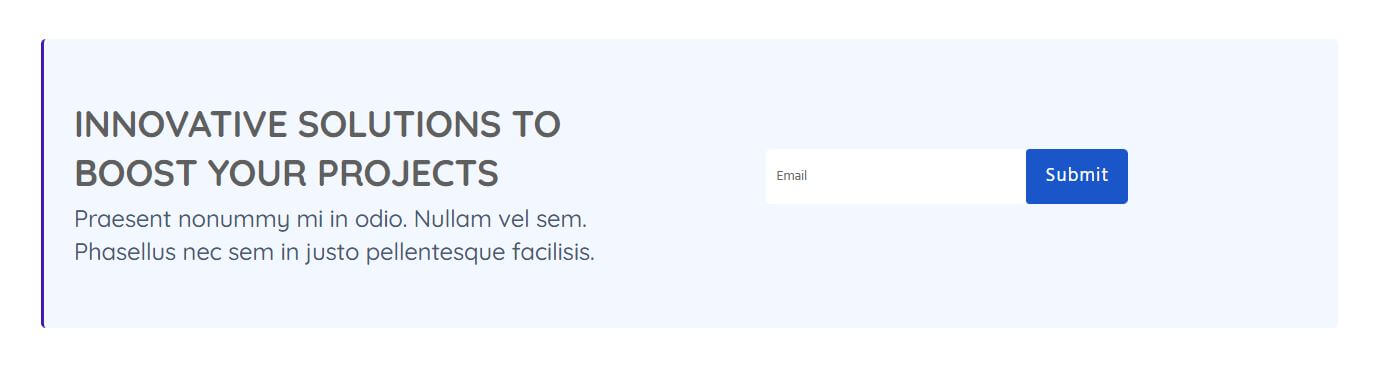 INNOVATIVE SOLUTIONS TO
BOOST YOUR PROJECTS
Praesent nonummy mi in odio. Nullam vel sem.
Phasellus nec sem in justo pellentesque facilisis.
Email
Submit